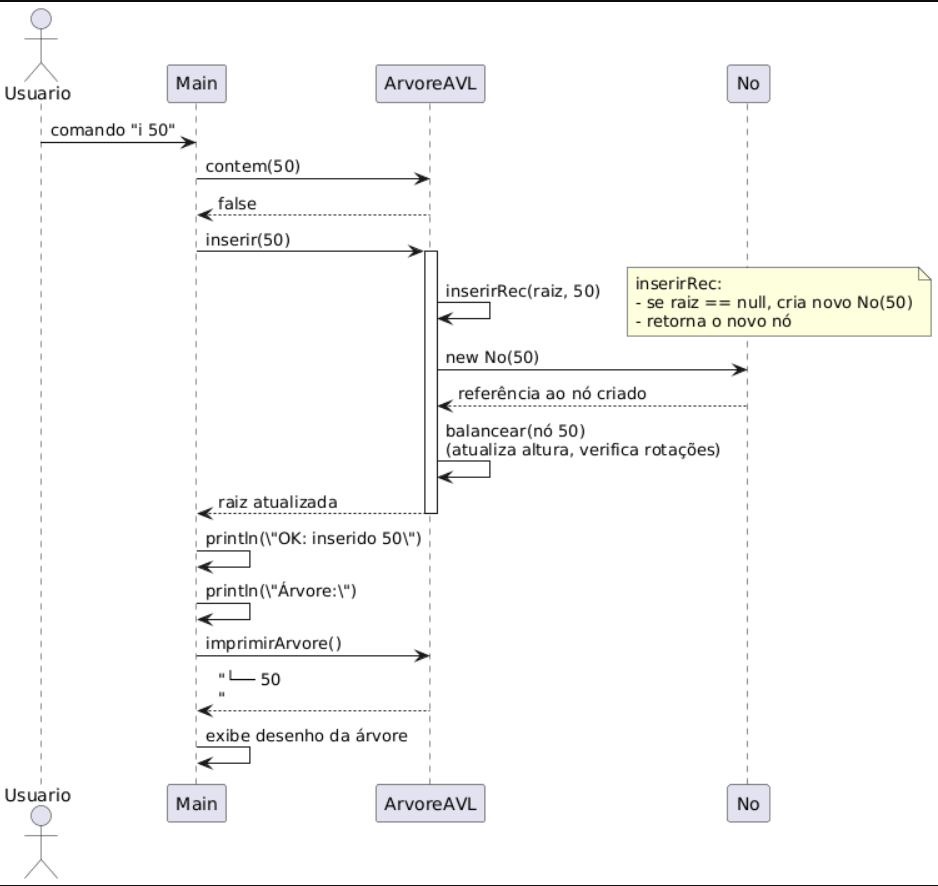 Usuario
Main
ArvoreAVL
No
comando "i 50"
contem(50)
false
inserir(50)
inserirRec(raiz, 50)
inserirRec:
- se raiz == null, cria novo No(50)
- retorna o novo nó
new No(50)
referência ao nó criado
balancear(nó 50)
(atualiza altura, verifica rotações)
raiz atualizada
println(\"OK: inserido 50\")
println(\"Árvore:\")
imprimirArvore()
"└── 50
"
exibe desenho da árvore
Usuario
Main
ArvoreAVL
No